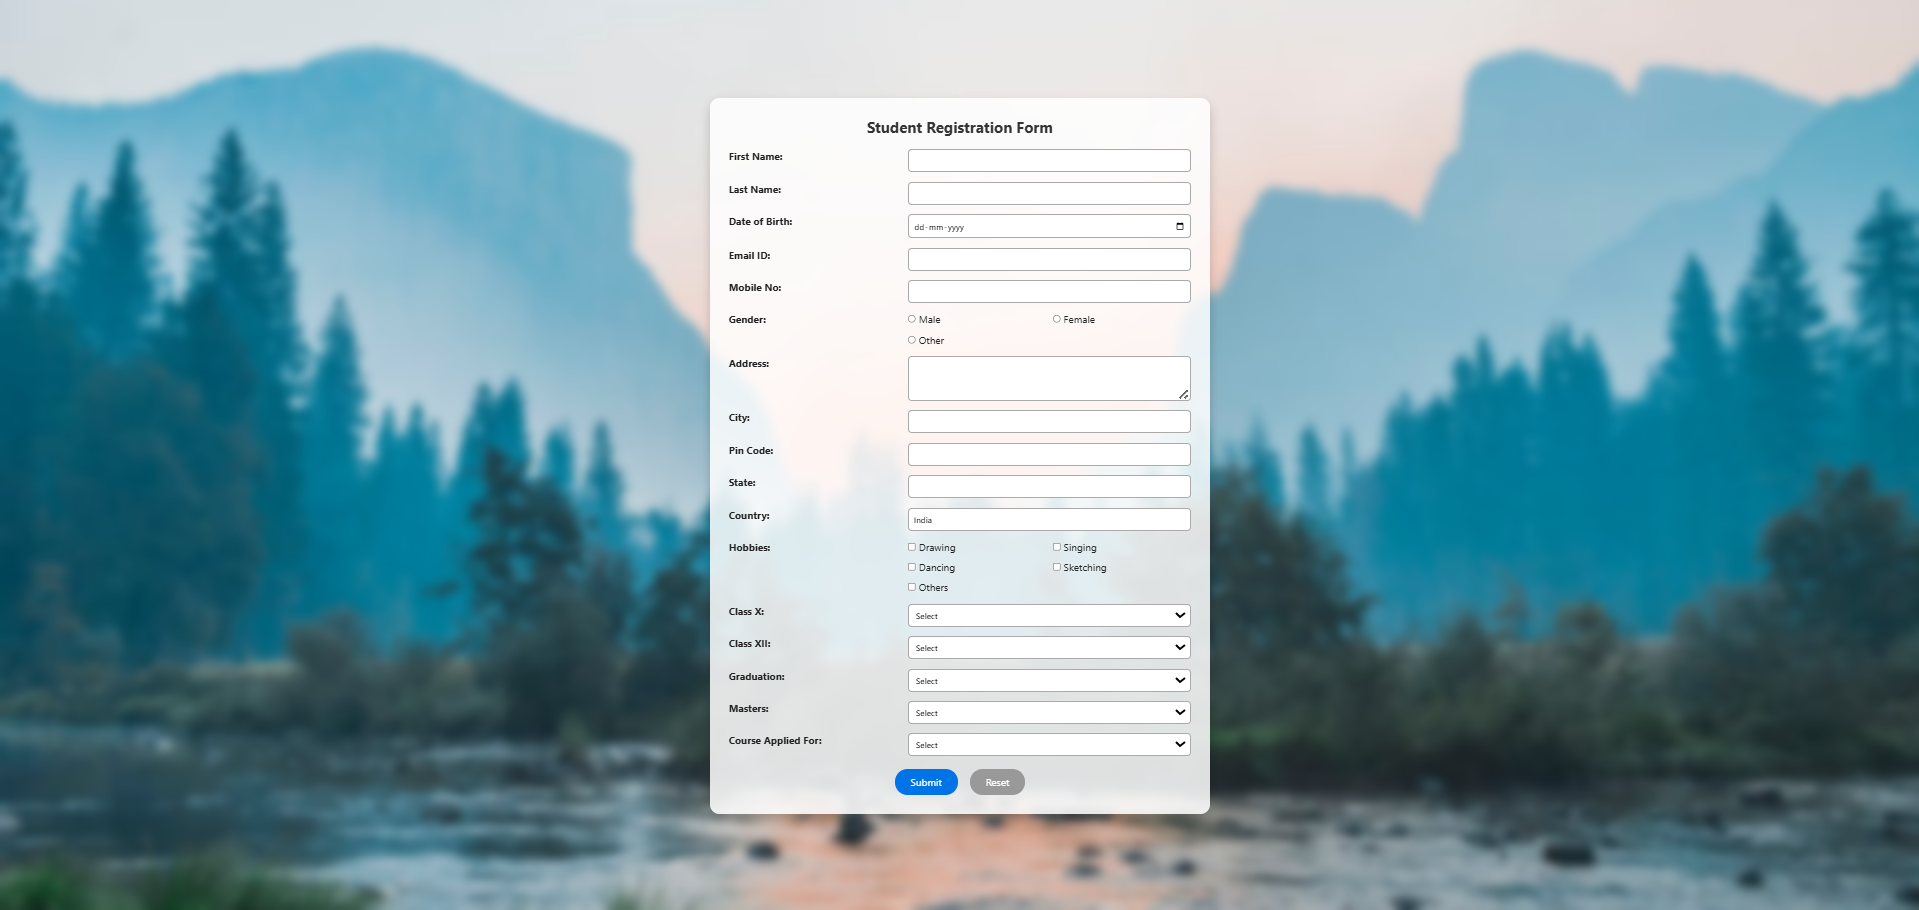 Student Registration Form
First Name:
Last Name:
Date of Birth: dd-mm-yyyy
Email ID:
Mobile No:
Gender: Male Female
Other
Address:
City:
Pin Code:
State:
Country: India
Hobbies: Drawing Singing
Dancing Sketching
Others
Class X: Select
Class XII: Select
Graduation: Select
Masters: Select
Course Applied For: Select
Submit Reset